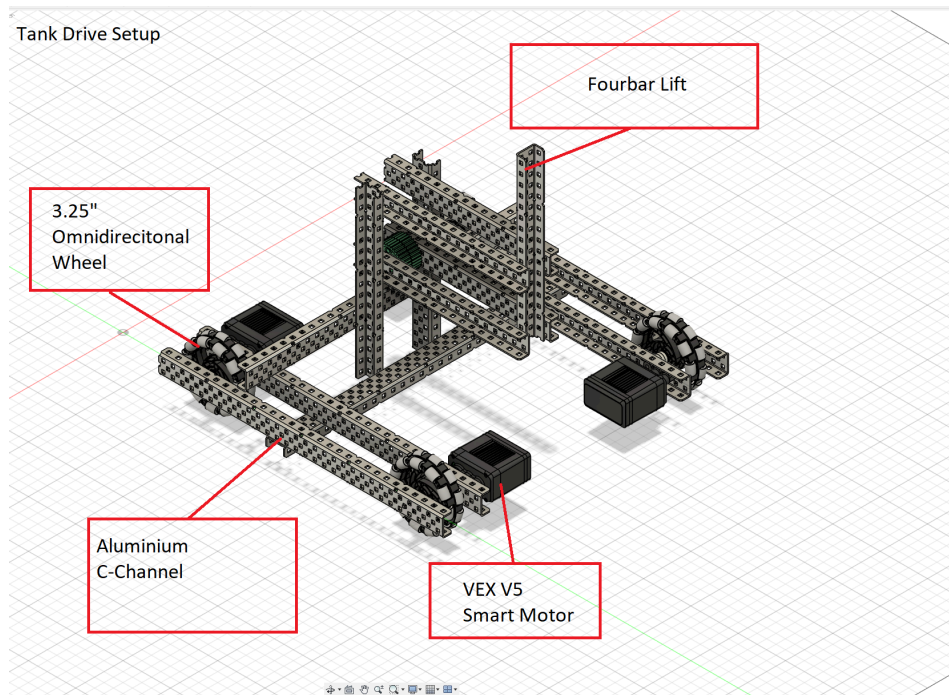 Tank Drive Setup
Fourbar Lift
3.25"
Omnidirecitonal
Wheel
Aluminium
C-Channel
VEX V5
Smart Motor